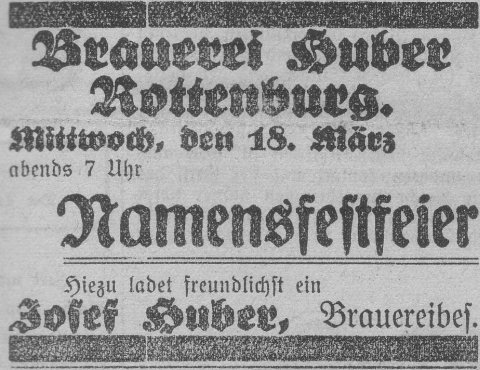 Brauerei Huber
Rottenburg.
Mittwoch, den 18. März
abends 7 Uhr
Namensfestfeier
Hiezu ladet freundlichst ein
Josef Huber, Brauereibes.